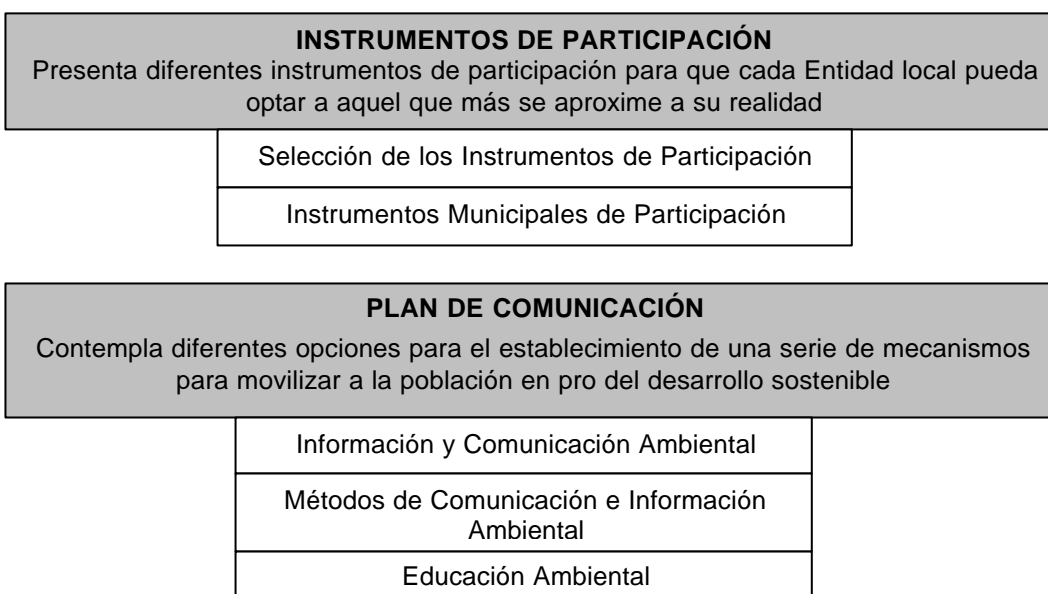 INSTRUMENTOS DE PARTICIPACIÓN
Presenta diferentes instrumentos de participación para que cada Entidad local pueda
optar a aquel que más se aproxime a su realidad
Selección de los Instrumentos de Participación
Instrumentos Municipales de Participación
PLAN DE COMUNICACIÓN
Contempla diferentes opciones para el establecimiento de una serie de mecanismos
para movilizar a la población en pro del desarrollo sostenible
Información y Comunicación Ambiental
Métodos de Comunicación e Información
Ambiental
Educación Ambiental